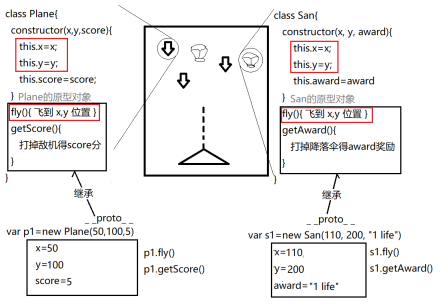 class Plane{
constructor(x,y,score){
this.x=x;
this.y=y;
this.score=score;
} Plane的原型对象
fly(){ 飞到 x,y 位置 }
getScore(){
打掉敌机得score分
}
}
继承
_ _proto_ _
var p1=new Plane(50,100,5)
x=50
y=100
score=5
p1.fly()
p1.getScore()
class San{
constructor(x, y, award){
this.x=x;
this.y=y;
this.award=award
} San的原型对象
fly(){ 飞到 x,y 位置 }
getAward(){
打掉降落伞得award奖励
}
}
继承
_ _proto_ _
var s1=new San(110, 200, "1 life")
x=110
y=200
award="1 life"
s1.fly()
s1.getAward()